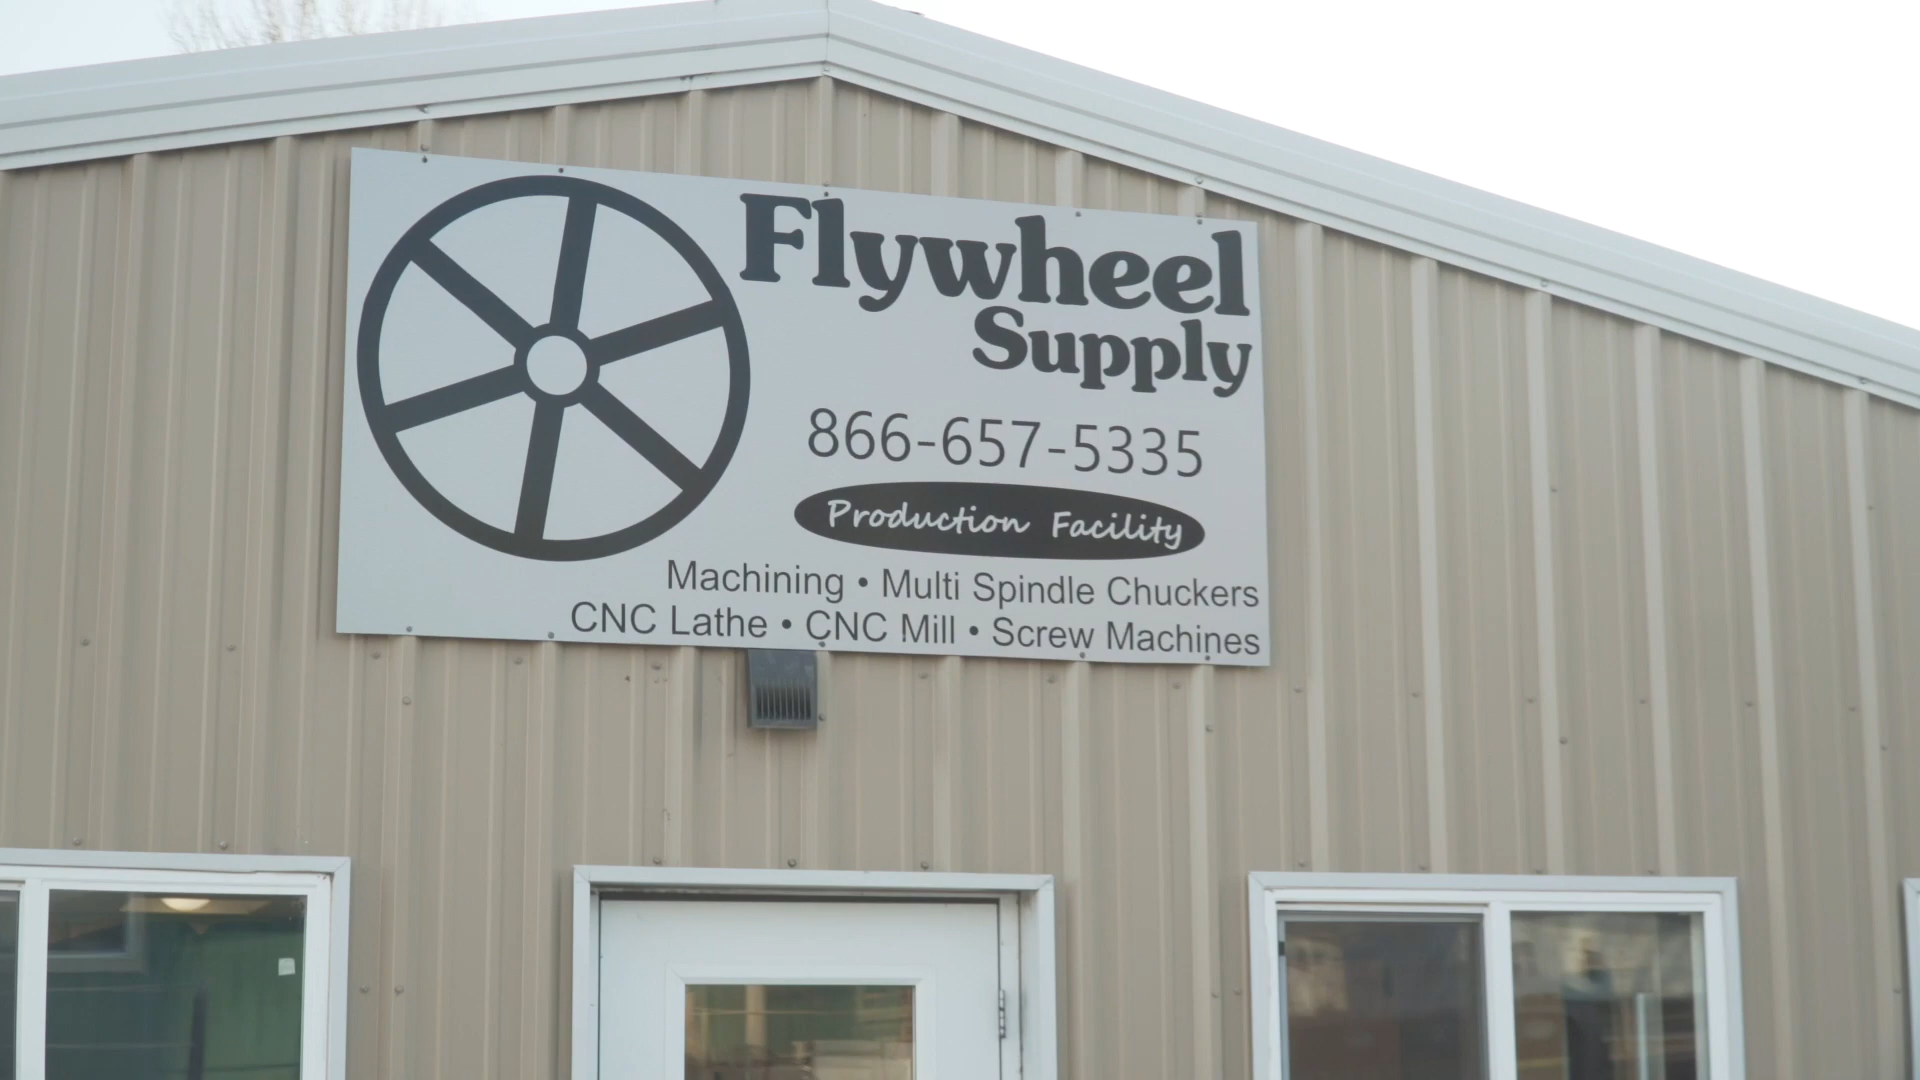 Flywheel
Supply
866-657-5335
Production Facility
Machining • Multi Spindle Chuckers
CNC Lathe • CNC Mill • Screw Machines